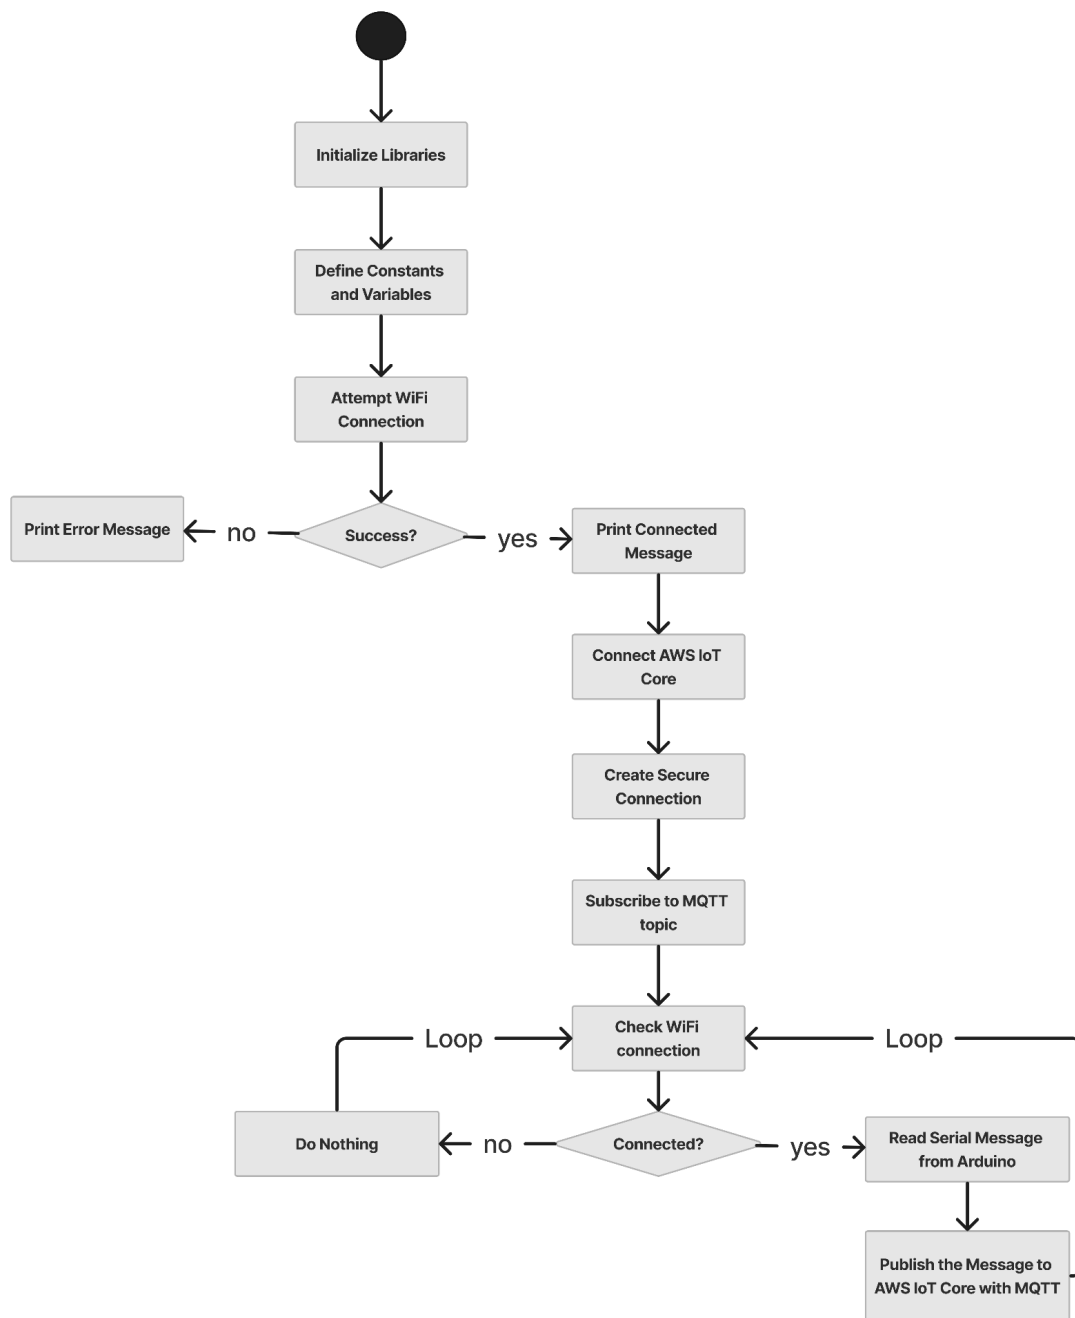 Initialize Libraries
Define Constants
and Variables
Attempt WiFi
Connection
Print Error Message
no
Success?
yes
Print Connected
Message
Connect AWS IoT
Core
Create Secure
Connection
Subscribe to MQTT
topic
Loop
Check WiFi
connection
Loop
Do Nothing
no
Connected?
yes
Read Serial Message
from Arduino
Publish the Message to
AWS IoT Core with MQTT